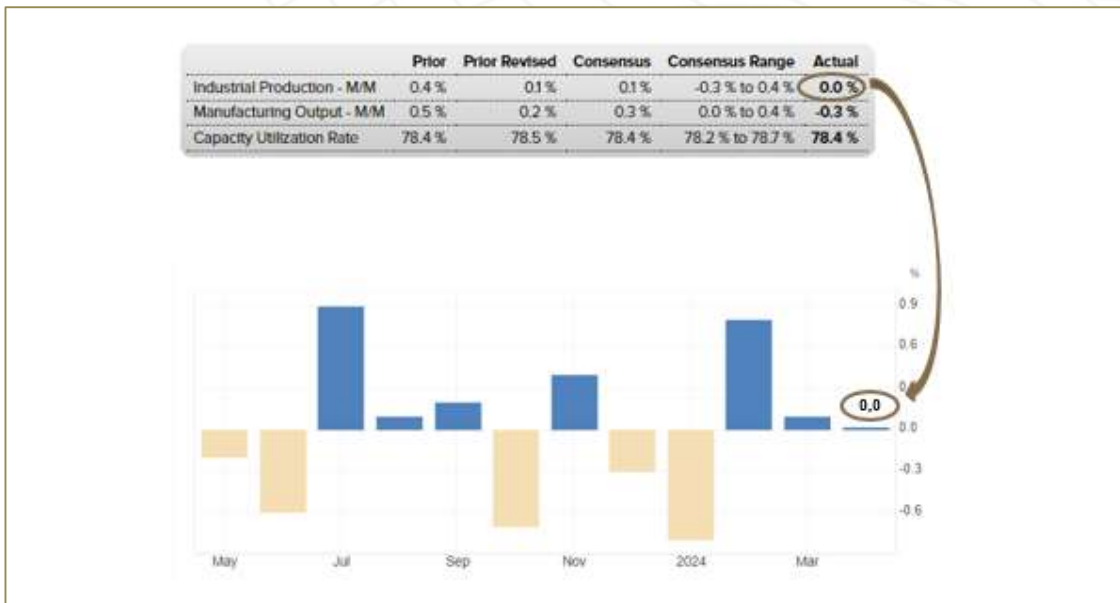 Prior Prior Revised Consensus Consensus Range Actual
Industrial Production - M/M 0.4 % 0.1 % 0.1 % -0.3 % to 0.4 % 0.0 %
Manufacturing Output - M/M 0.5 % 0.2 % 0.3 % 0.0 % to 0.4 % -0.3 %
Capacity Utilization Rate 78.4 % 78.5 % 78.4 % 78.2 % to 78.7 % 78.4 %
%
0.9
0.6
0,0
0.0
-0.3
-0.6
May Jul Sep Nov 2024 Mar